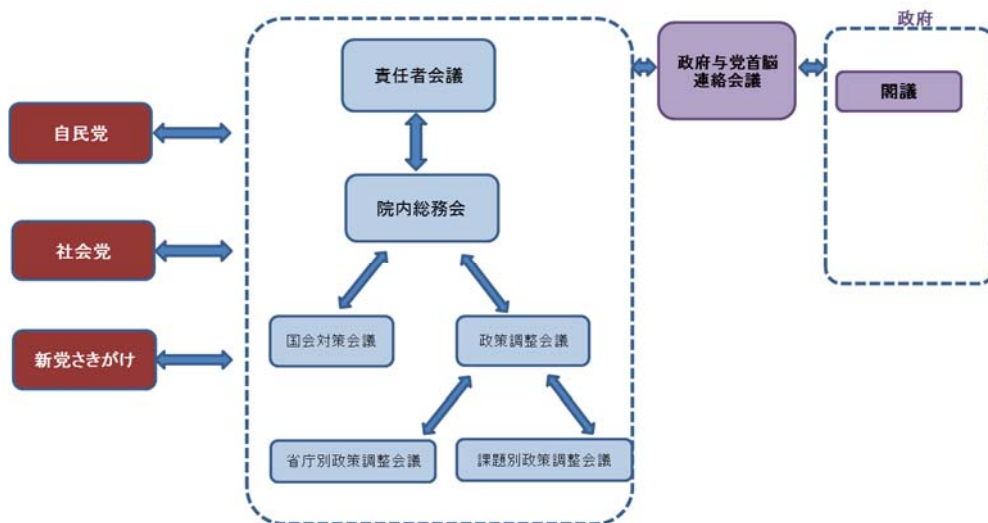 政府
責任者会議
政府与党首脳
連絡会議
閣議
自民党
院内総務会
社会党
国会対策会議
政策調整会議
新党さきがけ
省庁別政策調整会議
課題別政策調整会議